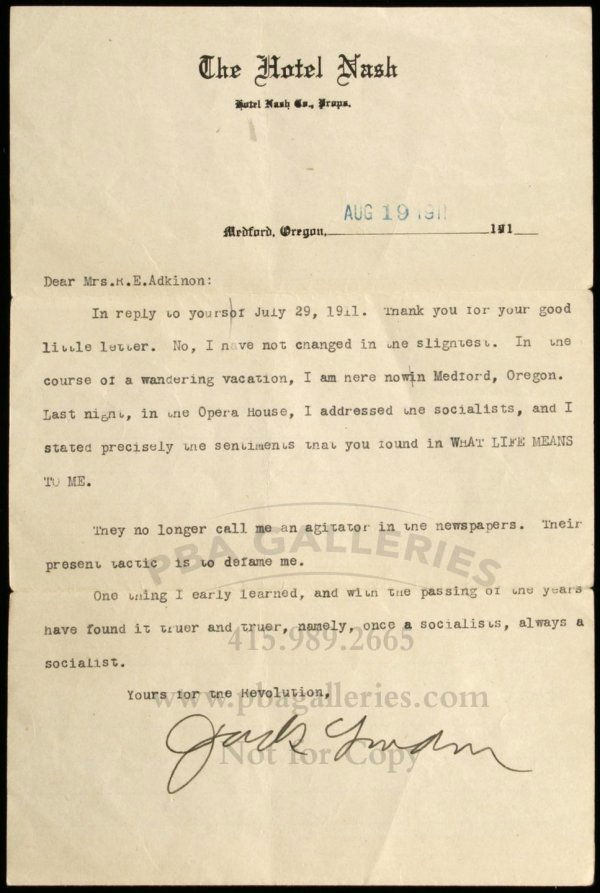 The Hotel Nash
Hotel Nash Co., Props.
AUG 19 1911
Medford, Oregon, 191
Dear Mrs.R.E.Adkinon:
In reply to yours/of July 29, 1911. Thank you for your good
little letter. No, I have not changed in the slightest. In the
course of a wandering vacation, I am here now/in Medford, Oregon.
Last night, in the Opera House, I addressed the socialists, and I
stated precisely the sentiments that you found in WHAT LIFE MEANS
TO ME.
They no longer call me an agitator in the newspapers. Their
present tactic is to defame me.
PBA GALLERIES
One thing I early learned, and with the passing of the years
have found it truer and truer, namely, once a socialists, always a
415.989.2665
socialist.
Yours for the Revolution,
www.pbagalleries.com
Jack London
Not for Copy